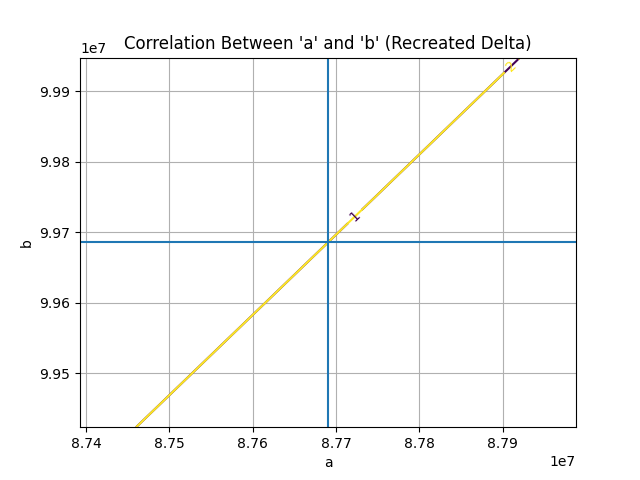 Correlation Between 'a' and 'b' (Recreated Delta)
1e7
9.99
9.98
9.97
9.96
9.95
b
1
8.74
8.75
8.76
8.77
8.78
8.79
a
1e7